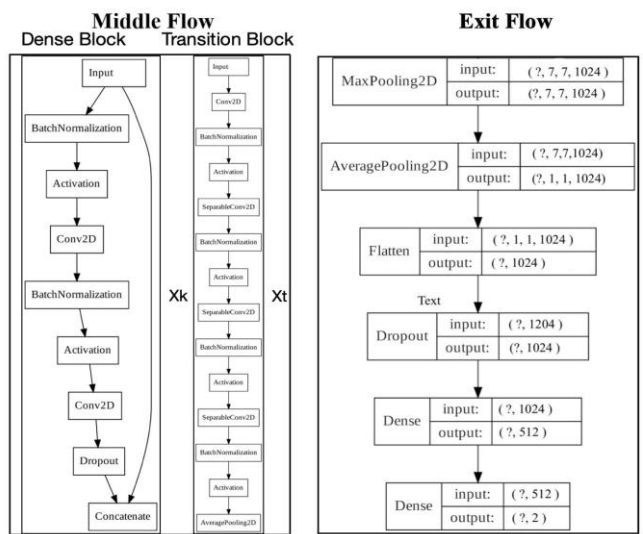 Middle Flow
Dense Block
Input
BatchNormalization
Activation
Conv2D
BatchNormalization
Activation
Conv2D
Dropout
Concatenate
Xk
Transition Block
Input
Conv2D
BatchNormalization
Activation
SeparableConv2D
BatchNormalization
Activation
SeparableConv2D
BatchNormalization
Activation
SeparableConv2D
BatchNormalization
Activation
AveragePooling2D
Xt
Exit Flow
MaxPooling2D
input: ( ?, 7, 7, 1024 )
output: ( ?, 7, 7, 1024 )
AveragePooling2D
input: ( ?, 7,7,1024)
output: ( ?, 1, 1, 1024)
Flatten
input: ( ?, 1, 1, 1024 )
output: ( ?, 1024 )
Text
Dropout
input: ( ?, 1204 )
output: ( ?, 1024 )
Dense
input: ( ?, 1024 )
output: ( ?, 512 )
Dense
input: ( ?, 512 )
output: ( ?, 2 )